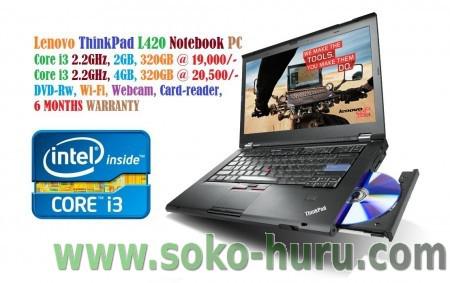 Lenovo ThinkPad L420 Notebook PC
Core i3 2.2GHz, 2GB, 320GB @ 19,000/-
Core i3 2.2GHz, 4GB, 320GB @ 20,500/-
DVD-Rw, Wi-Fi, Webcam, Card-reader,
6 MONTHS WARRANTY
WE MAKE THE
TOOLS.
YOU MAKE THEM
DO.
lenovo
intel inside
CORE i3
ThinkPad
www.soko-huru.com